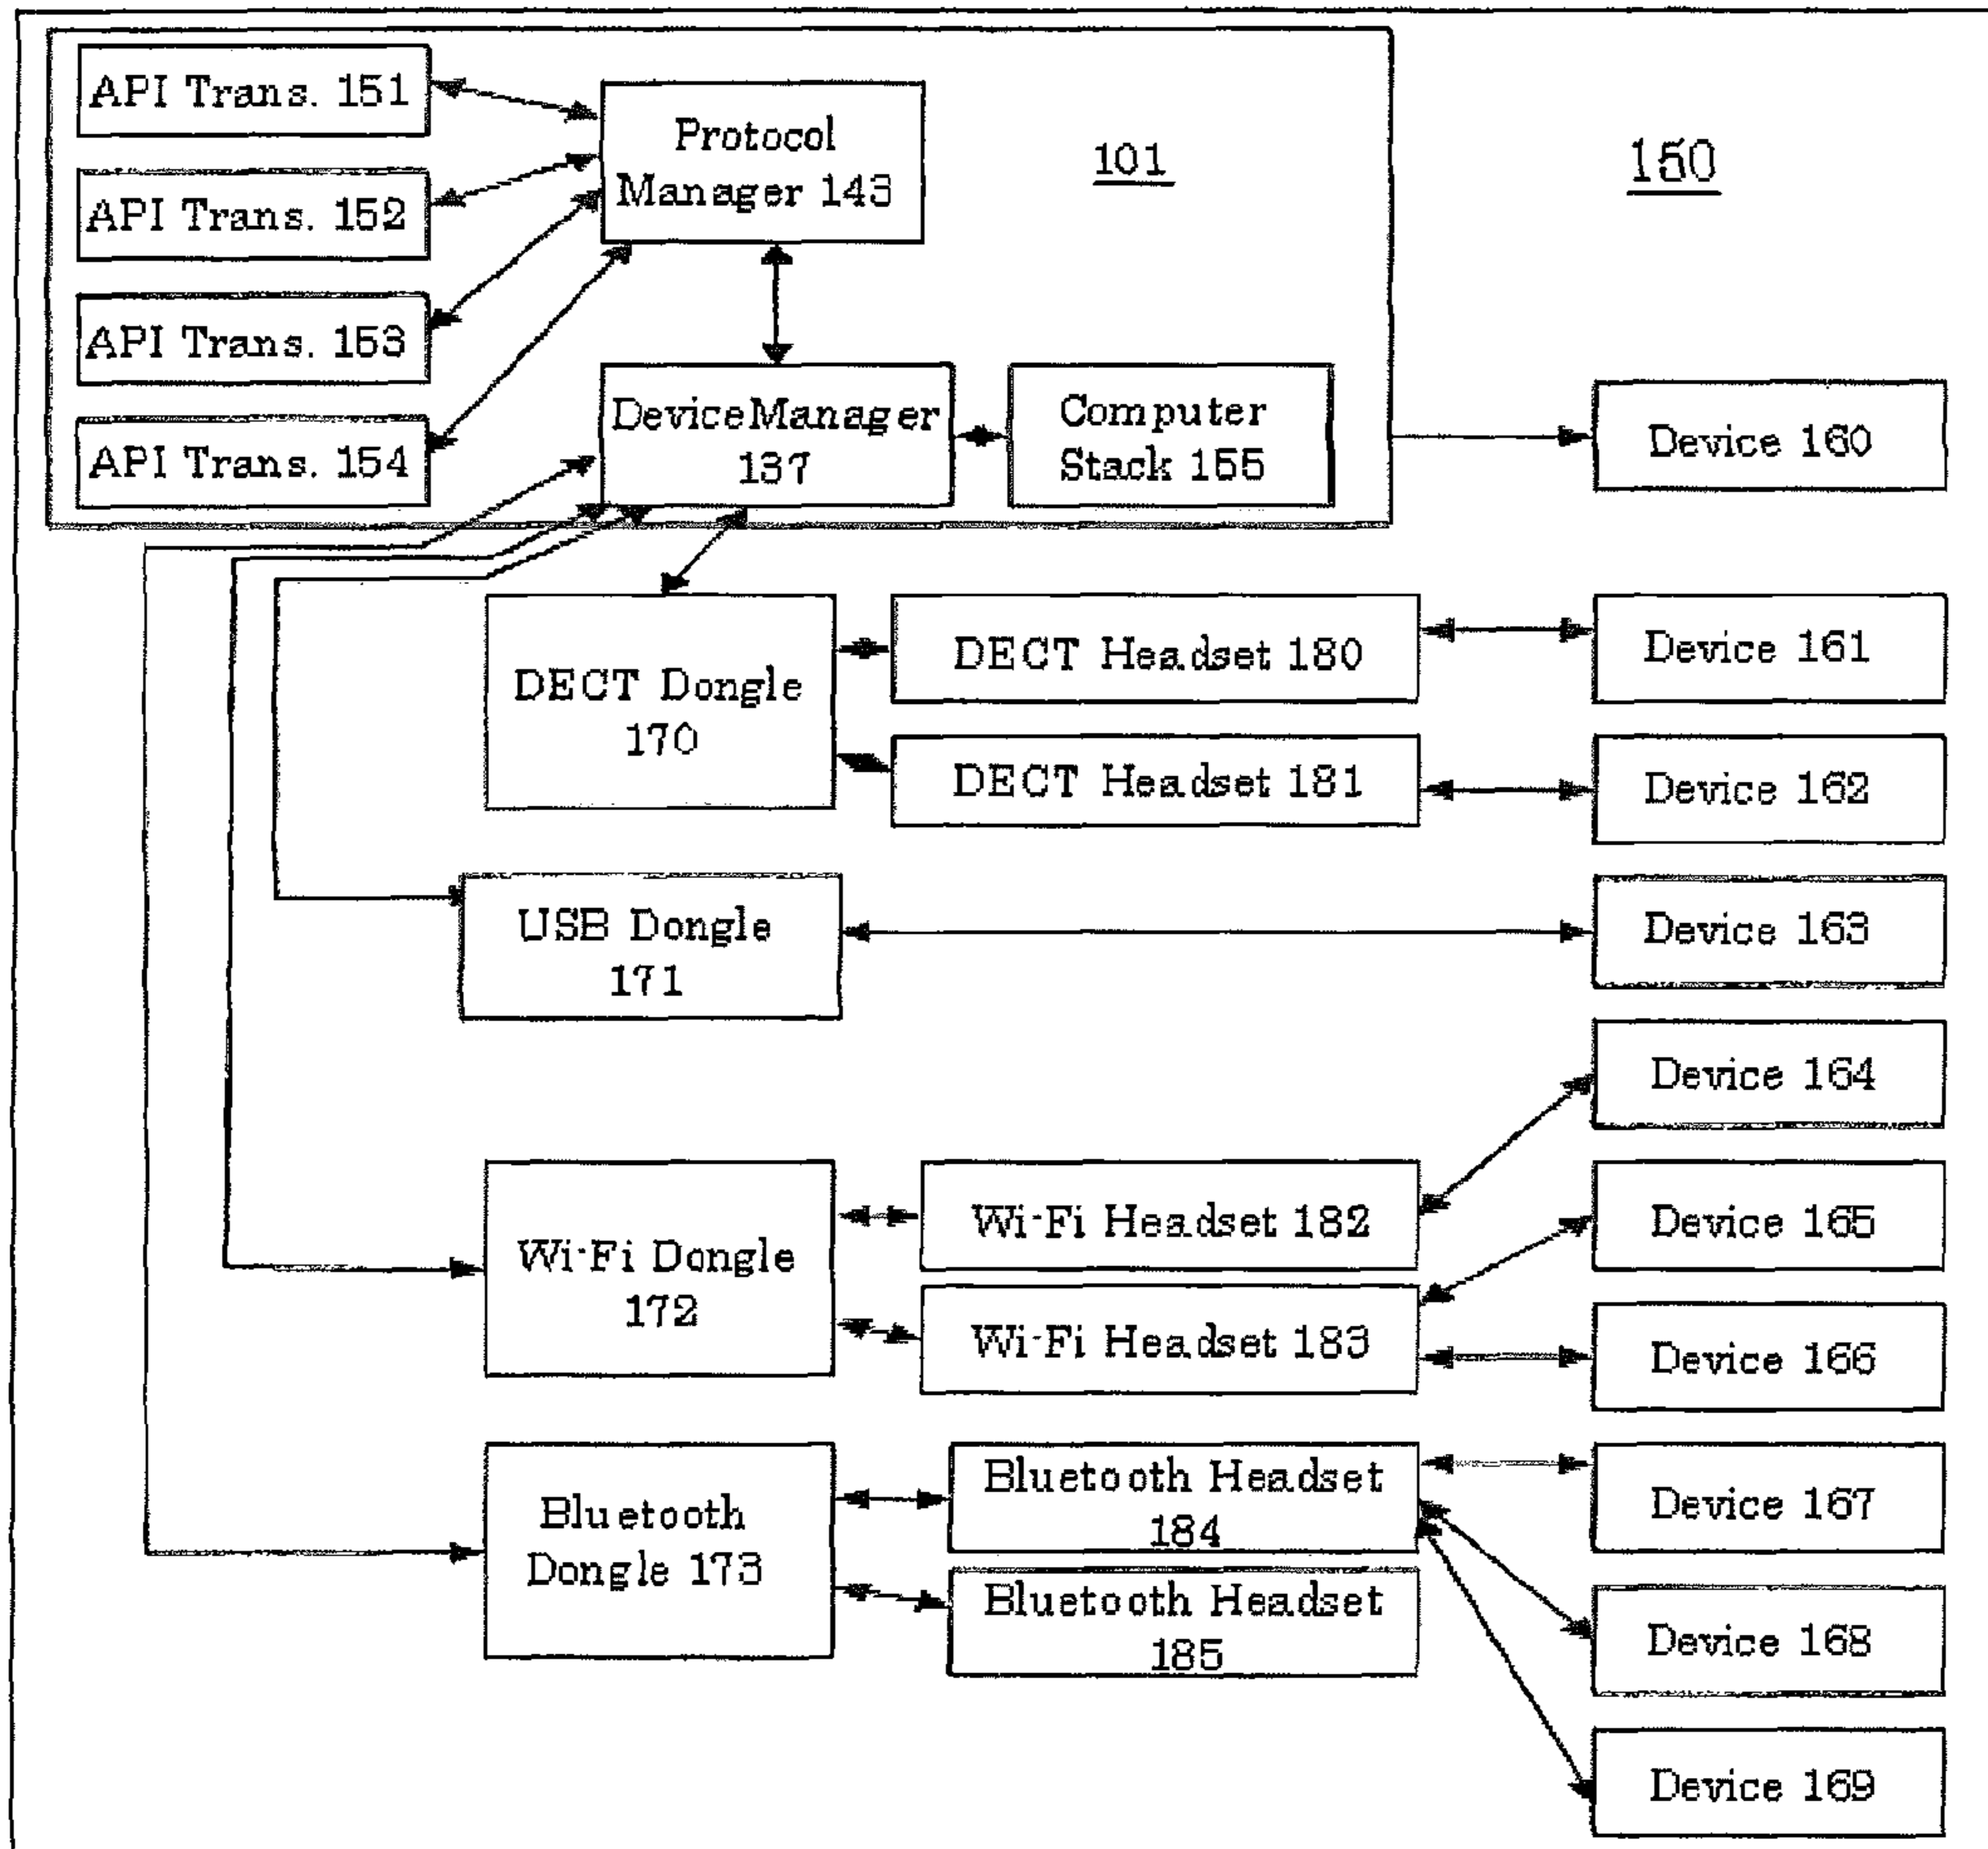 API Trans. 151
API Trans. 152
API Trans. 153
API Trans. 154
Protocol
Manager 143
101
150
DeviceManager
137
Computer
Stack 155
Device 160
DECT Dongle
170
DECT Headset 180
DECT Headset 181
Device 161
Device 162
USB Dongle
171
Device 163
Device 164
Wi-Fi Dongle
172
Wi-Fi Headset 182
Wi-Fi Headset 183
Device 165
Device 166
Bluetooth
Dongle 173
Bluetooth Headset
184
Bluetooth Headset
185
Device 167
Device 168
Device 169